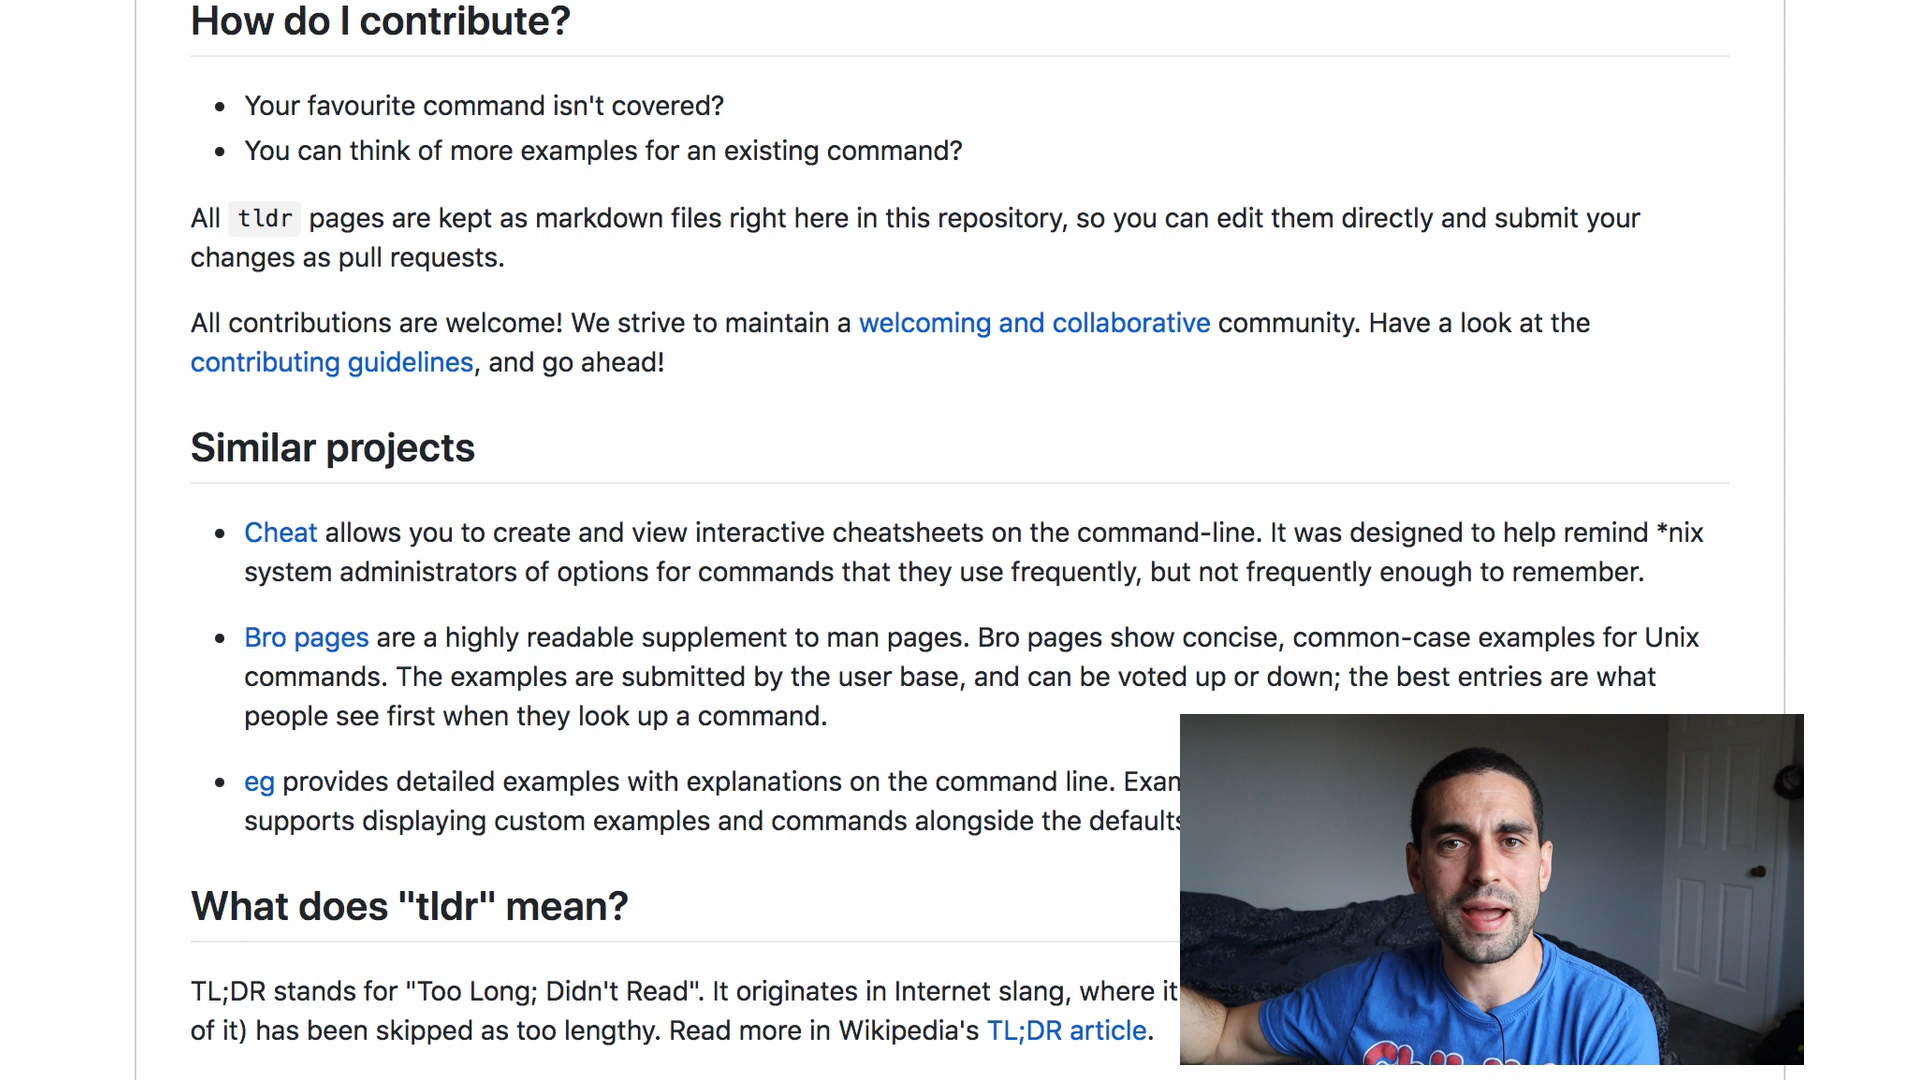 How do I contribute?
Your favourite command isn't covered?
You can think of more examples for an existing command?
All tldr pages are kept as markdown files right here in this repository, so you can edit them directly and submit your
changes as pull requests.
All contributions are welcome! We strive to maintain a welcoming and collaborative community. Have a look at the
contributing guidelines, and go ahead!
Similar projects
Cheat allows you to create and view interactive cheatsheets on the command-line. It was designed to help remind *nix
system administrators of options for commands that they use frequently, but not frequently enough to remember.
Bro pages are a highly readable supplement to man pages. Bro pages show concise, common-case examples for Unix
commands. The examples are submitted by the user base, and can be voted up or down; the best entries are what
people see first when they look up a command.
eg provides detailed examples with explanations on the command line.
supports displaying custom examples and commands alongside the defaults
What does "tldr" mean?
TL;DR stands for "Too Long; Didn't Read". It originates in Internet slang, where it
of it) has been skipped as too lengthy. Read more in Wikipedia's TL;DR article.